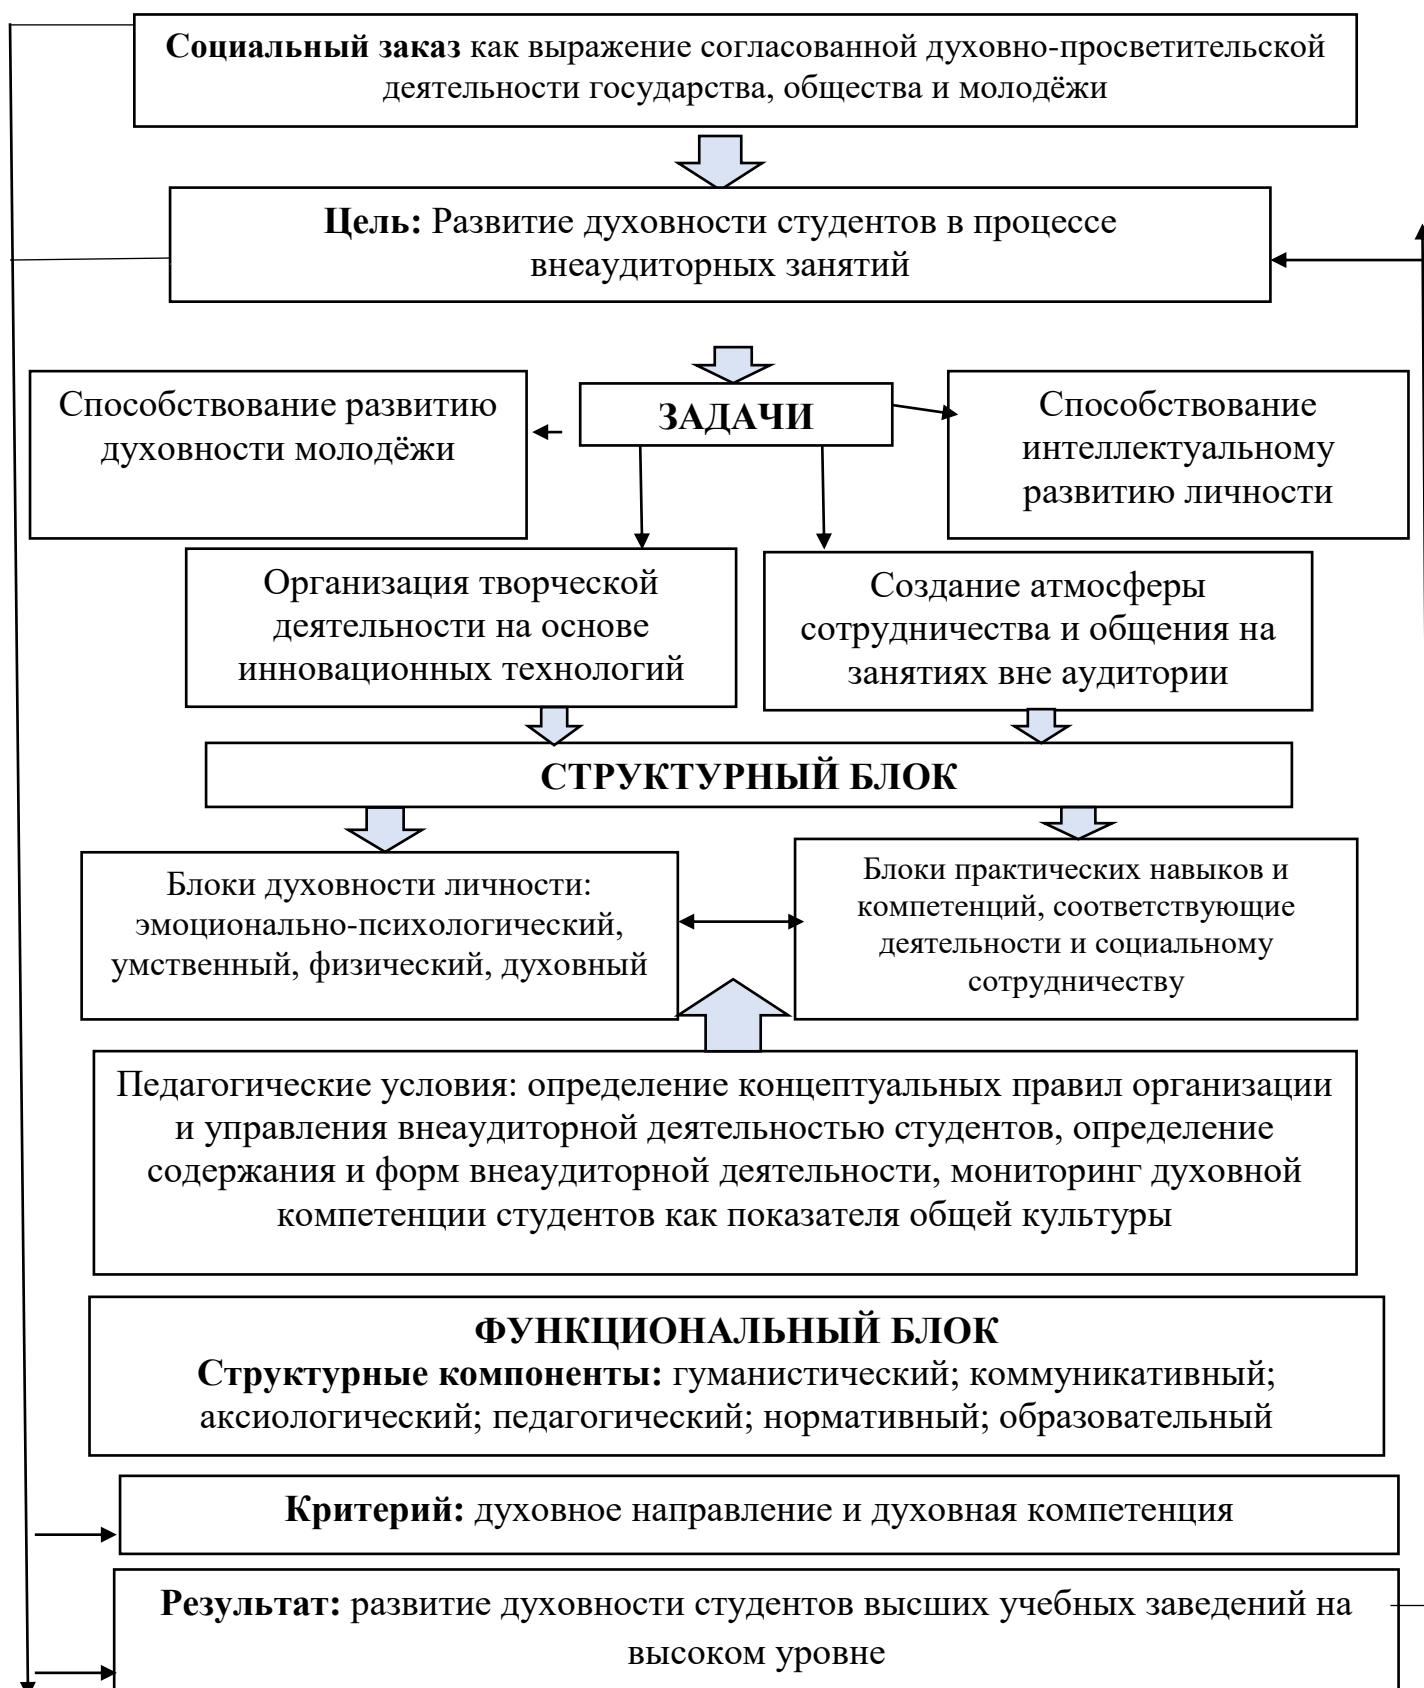 Социальный заказ как выражение согласованной духовно-просветительской
деятельности государства, общества и молодёжи
Цель: Развитие духовности студентов в процессе
внеаудиторных занятий
Способствование развитию
духовности молодёжи
ЗАДАЧИ
Способствование
интеллектуальному
развитию личности
Организация творческой
деятельности на основе
инновационных технологий
Создание атмосферы
сотрудничества и общения на
занятиях вне аудитории
СТРУКТУРНЫЙ БЛОК
Блоки духовности личности:
эмоционально-психологический,
умственный, физический, духовный
Блоки практических навыков и
компетенций, соответствующие
деятельности и социальному
сотрудничеству
Педагогические условия: определение концептуальных правил организации
и управления внеаудиторной деятельностью студентов, определение
содержания и форм внеаудиторной деятельности, мониторинг духовной
компетенции студентов как показателя общей культуры
ФУНКЦИОНАЛЬНЫЙ БЛОК
Структурные компоненты: гуманистический; коммуникативный;
аксиологический; педагогический; нормативный; образовательный
Критерий: духовное направление и духовная компетенция
Результат: развитие духовности студентов высших учебных заведений на
высоком уровне